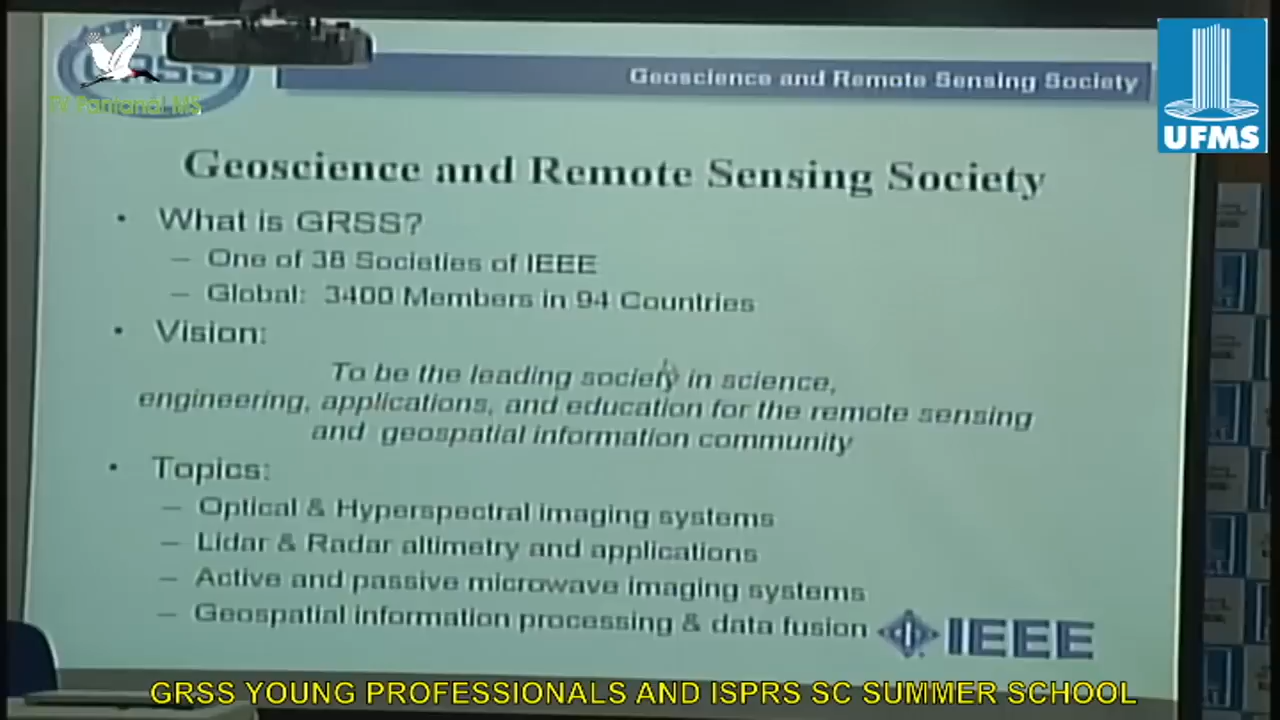 GRSS
TV Pantanal MS
Geoscience and Remote Sensing Society
UFMS
Geoscience and Remote Sensing Society
• What is GRSS?
– One of 38 Societies of IEEE
– Global: 3400 Members in 94 Countries
• Vision:
To be the leading society in science,
engineering, applications, and education for the remote sensing
and geospatial information community
• Topics:
– Optical & Hyperspectral imaging systems
– Lidar & Radar altimetry and applications
– Active and passive microwave imaging systems
– Geospatial information processing & data fusion
IEEE
GRSS YOUNG PROFESSIONALS AND ISPRS SC SUMMER SCHOOL